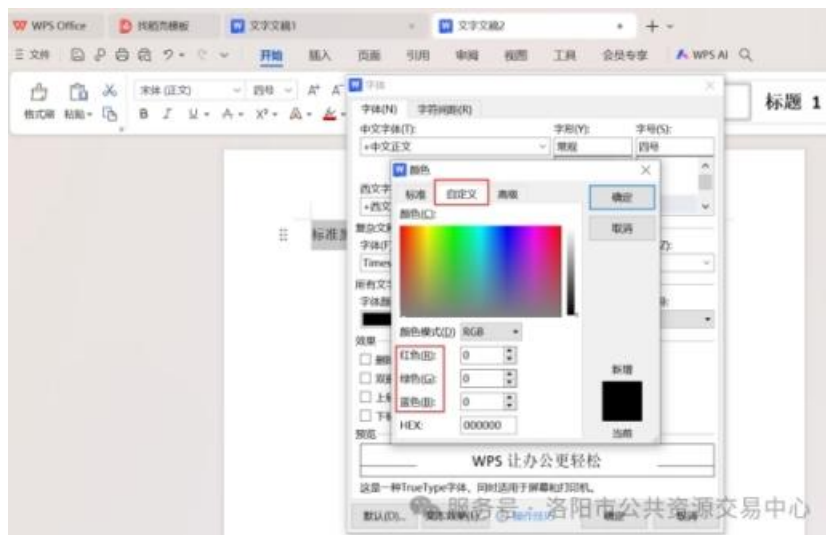 WPS Office 找稻壳模板 文字文稿1 文字文稿2
文件 开始 插入 页面 引用 审阅 视图 工具 会员专享 WPS AI
格式刷 粘贴 宋体 (正文) 四号 标题 1
字体
字体(N) 字符间距(R)
中文字体(T): 字形(Y): 字号(S):
+中文正文 常规 四号
颜色
标准 自定义 高级 确定
颜色(C): 取消
颜色模式(D) RGB
红色(R): 0
绿色(G): 0 新增
蓝色(B): 0
HEX: 000000 当前
预览
WPS 让办公更轻松
这是一种TrueType字体，同时适用于屏幕和打印机。
默认(D)... 操作技巧 确定 取消
服务号 · 洛阳市公共资源交易中心